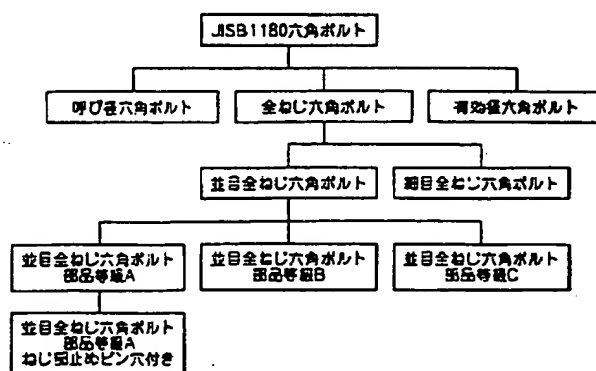 JISB1180六角ボルト
呼び径六角ボルト
全ねじ六角ボルト
有効径六角ボルト
並目全ねじ六角ボルト
細目全ねじ六角ボルト
並目全ねじ六角ボルト
部品等級A
並目全ねじ六角ボルト
部品等級B
並目全ねじ六角ボルト
部品等級C
並目全ねじ六角ボルト
部品等級A
ねじ回止めピン穴付き